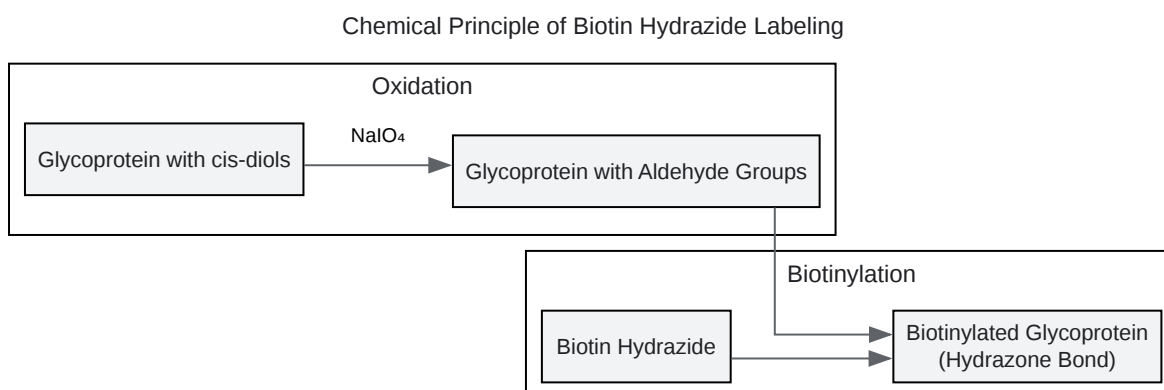 Chemical Principle of Biotin Hydrazide Labeling
Oxidation
Glycoprotein with cis-diols
NaIO₄
Glycoprotein with Aldehyde Groups
Biotinylation
Biotin Hydrazide
Biotinylated Glycoprotein
(Hydrazone Bond)